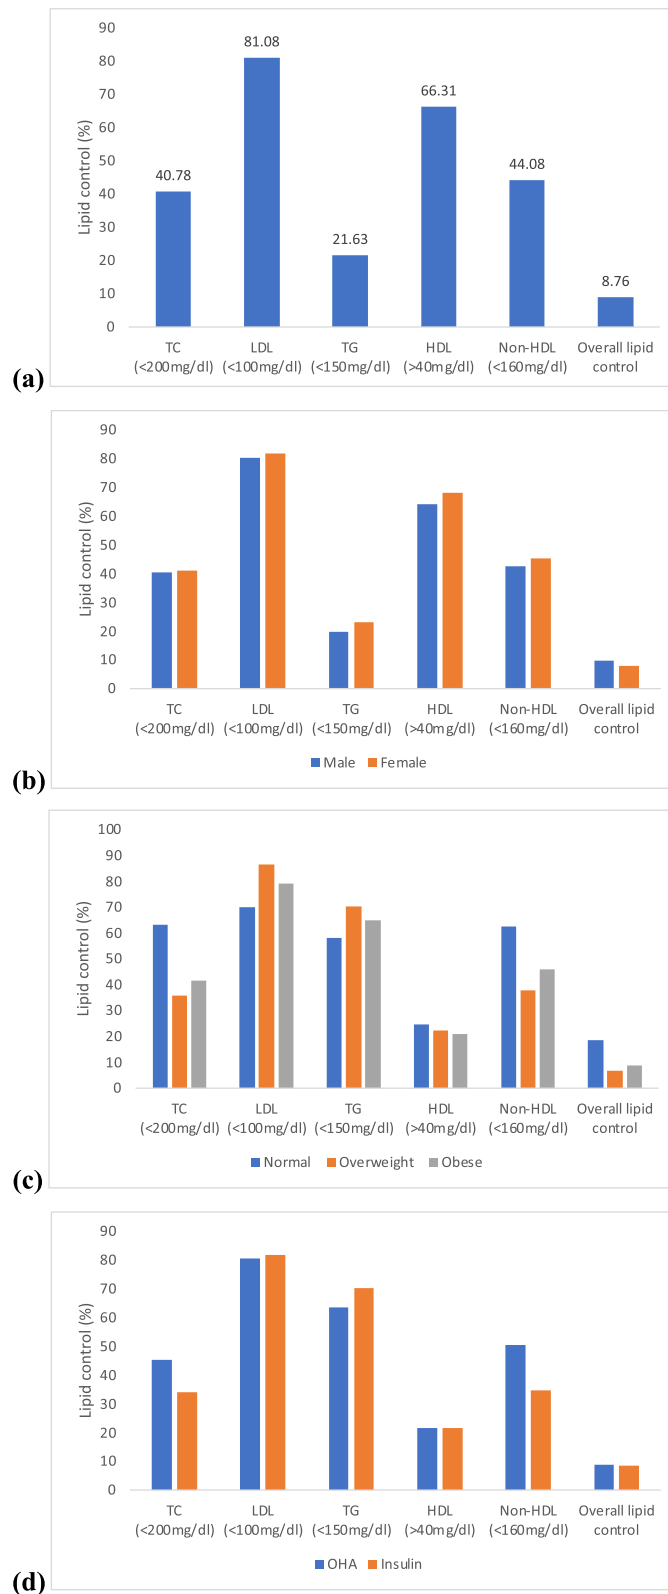 90
81.08
80
66.31
70
60
Lipid control (%)
50
44.08
40.78
40
30
21.63
20
8.76
10
0
TC LDL TG HDL Non-HDL Overall lipid
(<200mg/dl) (<100mg/dl) (<150mg/dl) (>40mg/dl) (<160mg/dl) control
(a)
90
80
70
60
Lipid control (%)
50
40
30
20
10
0
TC LDL TG HDL Non-HDL Overall lipid
(<200mg/dl) (<100mg/dl) (<150mg/dl) (>40mg/dl) (<160mg/dl) control
Male Female
(b)
100
90
80
70
60
Lipid control (%)
50
40
30
20
10
0
TC LDL TG HDL Non-HDL Overall lipid
(<200mg/dl) (<100mg/dl) (<150mg/dl) (>40mg/dl) (<160mg/dl) control
Normal Overweight Obese
(c)
90
80
70
60
Lipid control (%)
50
40
30
20
10
0
TC LDL TG HDL Non-HDL Overall lipid
(<200mg/dl) (<100mg/dl) (<150mg/dl) (>40mg/dl) (<160mg/dl) control
OHA Insulin
(d)